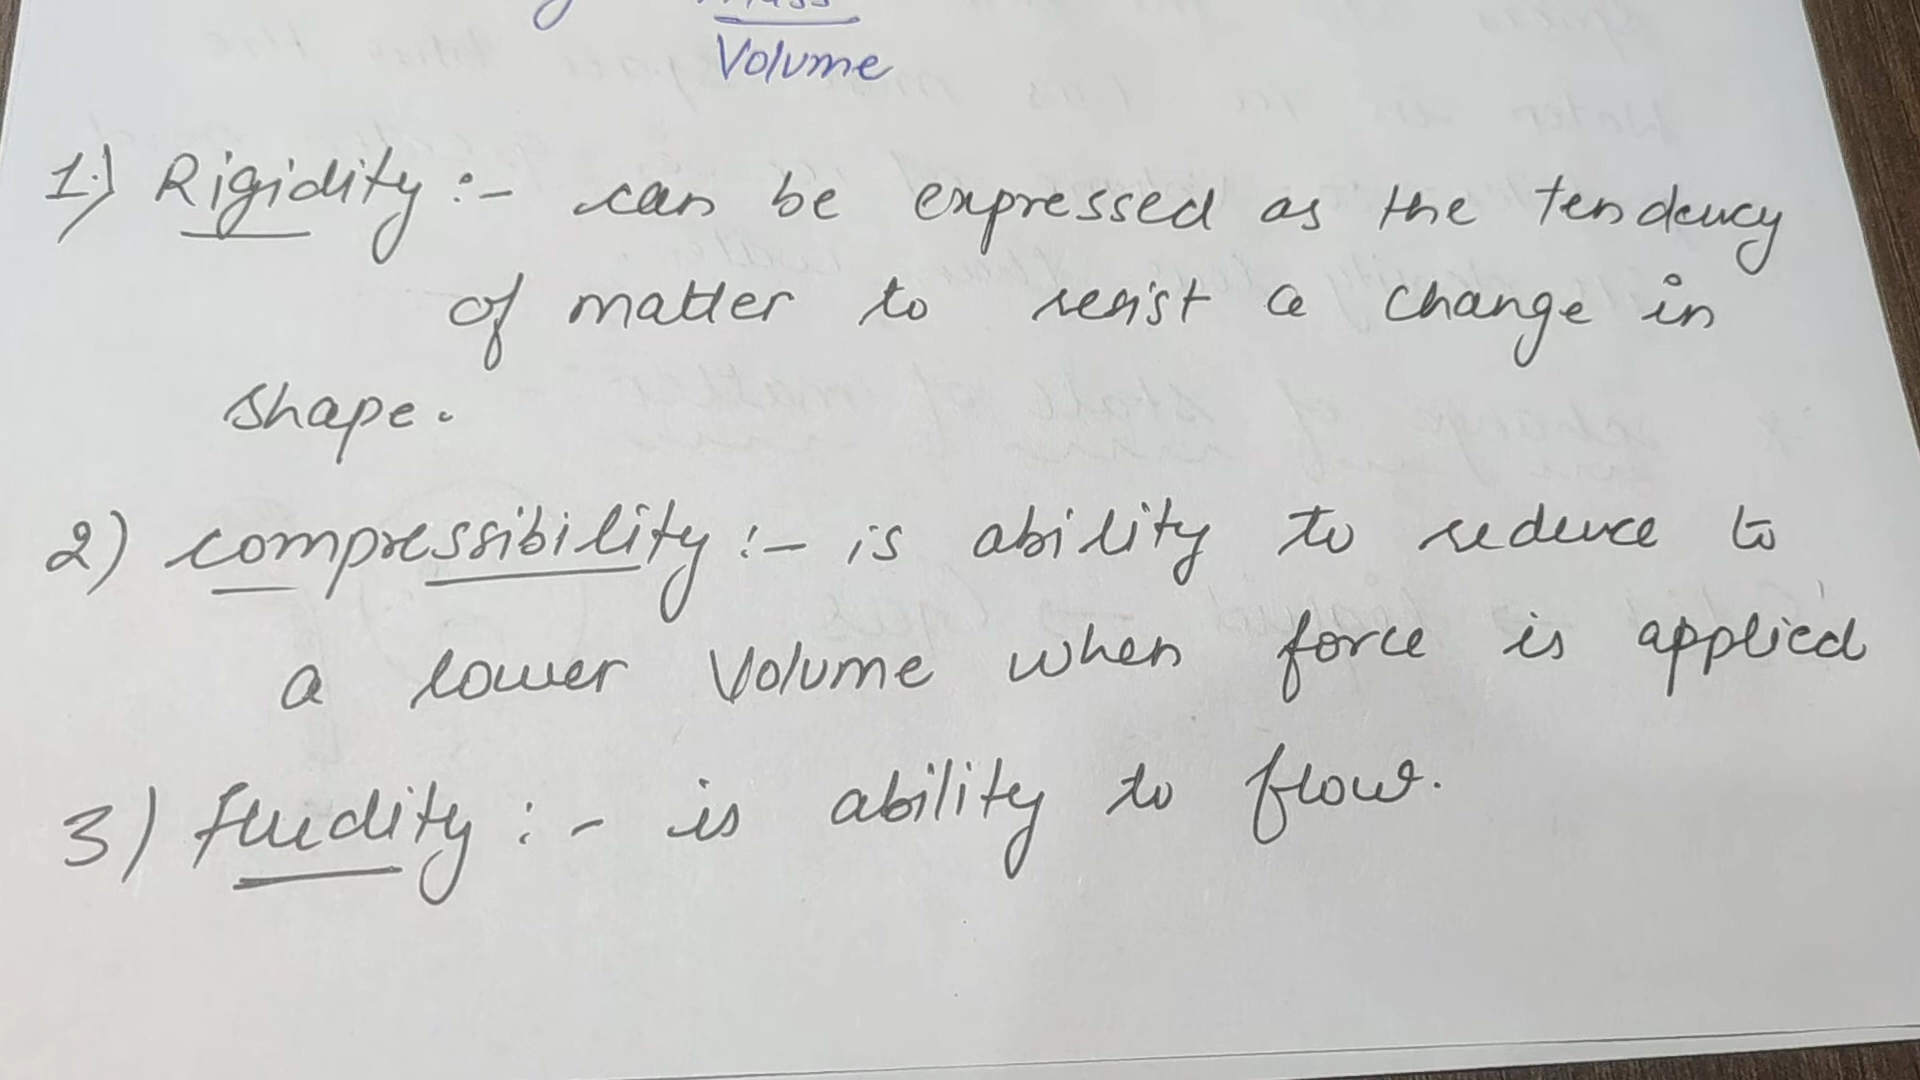 Mass
Volume
1.) Rigidity :- can be expressed as the tendency
of matter to resist a change in
shape.
2) compressibility :- is ability to reduce to
a lower volume when force is applied
3) fluidity :- is ability to flow.